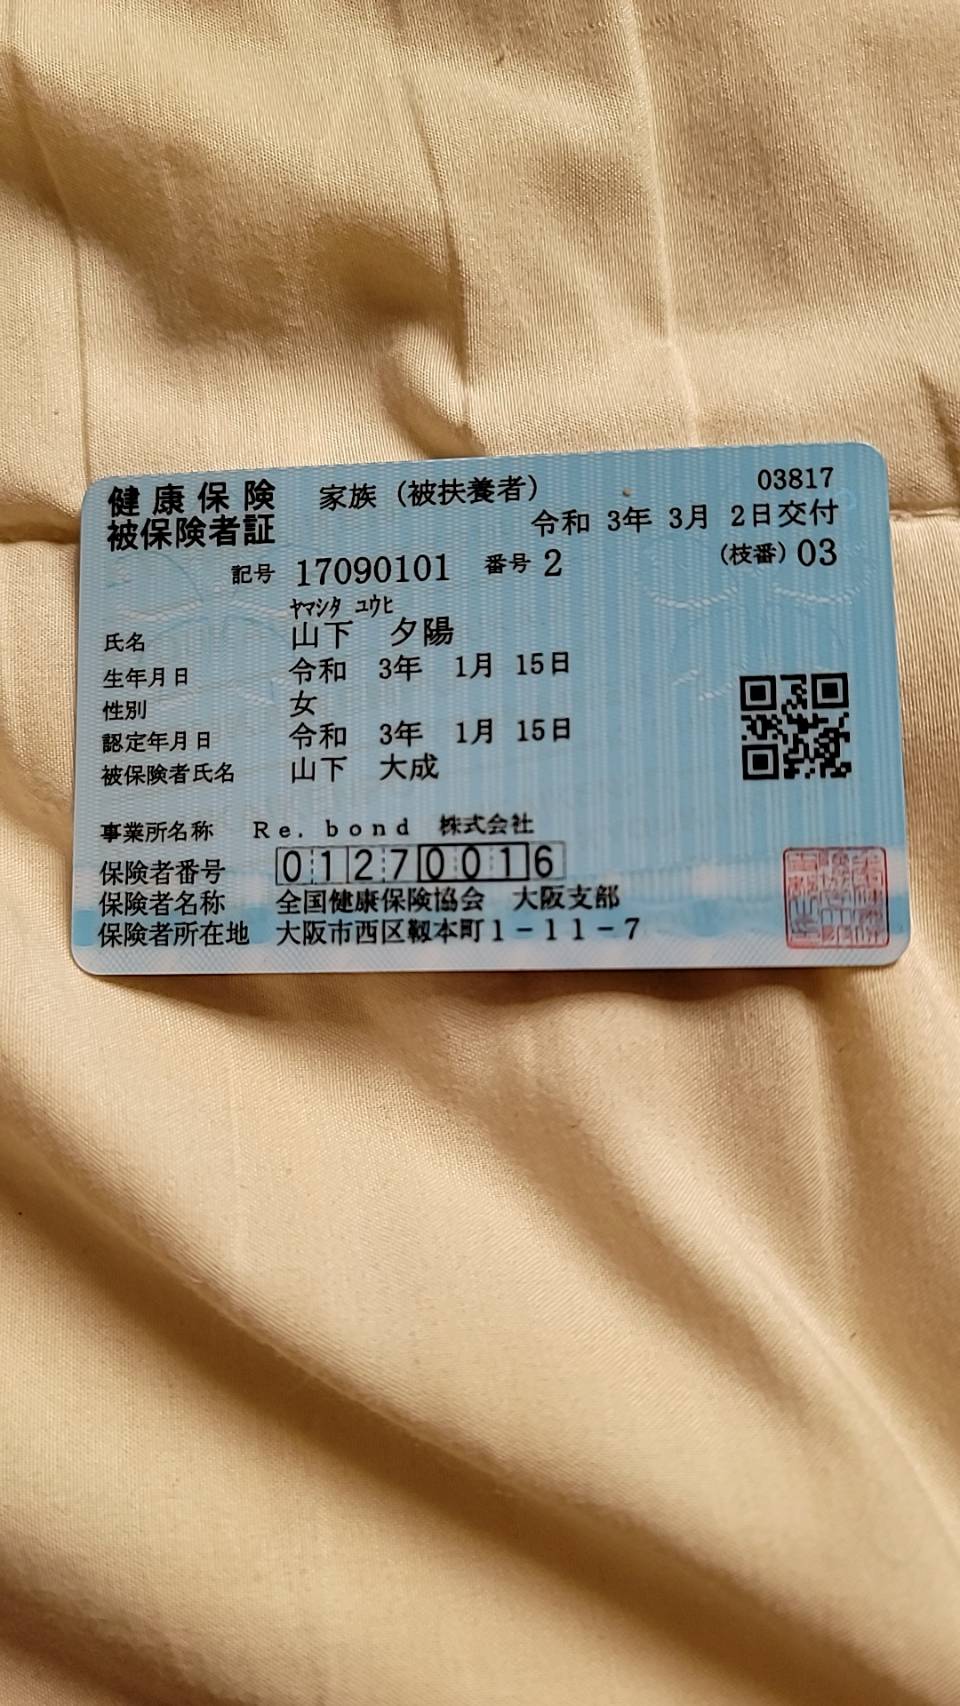 健康保険 家族（被扶養者） 03817
被保険者証 令和 3年 3月 2日交付
記号 17090101 番号 2 （枝番）03
ﾔﾏｼﾀ ﾕｳﾋ
氏名 山下 夕陽
生年月日 令和 3年 1月 15日
性別 女
認定年月日 令和 3年 1月 15日
被保険者氏名 山下 大成
事業所名称 Ｒｅ．ｂｏｎｄ 株式会社
保険者番号 01270016
保険者名称 全国健康保険協会 大阪支部
保険者所在地 大阪市西区靱本町１－１１－７